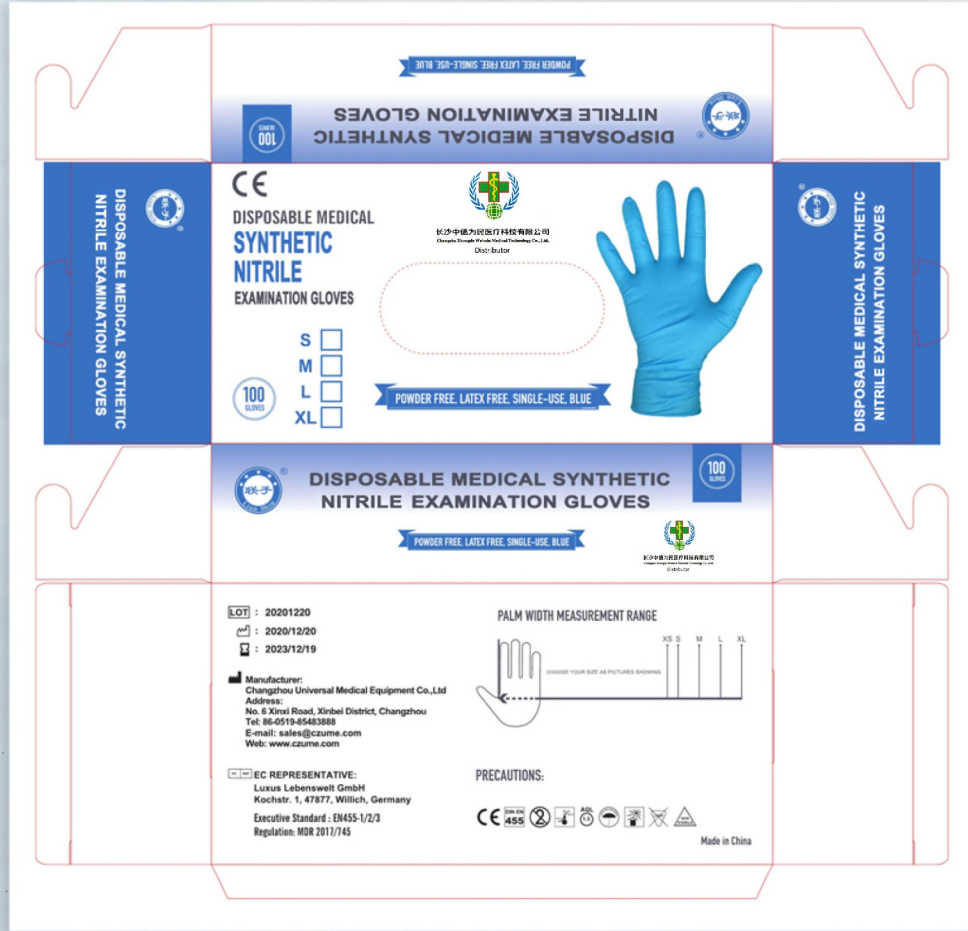 POWDER FREE, LATEX FREE, SINGLE-USE, BLUE
DISPOSABLE MEDICAL SYNTHETIC
NITRILE EXAMINATION GLOVES
100
GLOVES
®
DISPOSABLE MEDICAL SYNTHETIC
NITRILE EXAMINATION GLOVES
®
CE
DISPOSABLE MEDICAL
SYNTHETIC
NITRILE
EXAMINATION GLOVES
S
M
L
XL
100
GLOVES
长沙中德为民医疗科技有限公司
Distributor
POWDER FREE, LATEX FREE, SINGLE-USE, BLUE
®
DISPOSABLE MEDICAL SYNTHETIC
NITRILE EXAMINATION GLOVES
®
DISPOSABLE MEDICAL SYNTHETIC
NITRILE EXAMINATION GLOVES
100
GLOVES
POWDER FREE, LATEX FREE, SINGLE-USE, BLUE
长沙中德为民医疗科技有限公司
Distributor
LOT : 20201220
: 2020/12/20
: 2023/12/19
Manufacturer:
Changzhou Universal Medical Equipment Co.,Ltd
Address:
No. 6 Xinxi Road, Xinbei District, Changzhou
Tel: 86-0519-85483888
E-mail: sales@czume.com
Web: www.czume.com
EC REPRESENTATIVE:
Luxus Lebenswelt GmbH
Kochstr. 1, 47877, Willich, Germany
Executive Standard : EN455-1/2/3
Regulation: MDR 2017/745
PALM WIDTH MEASUREMENT RANGE
XS S M L XL
CHOOSE YOUR SIZE AS PICTURES SHOWING
PRECAUTIONS:
CE
DIN EN
455
2
AQL
1.5
Made in China